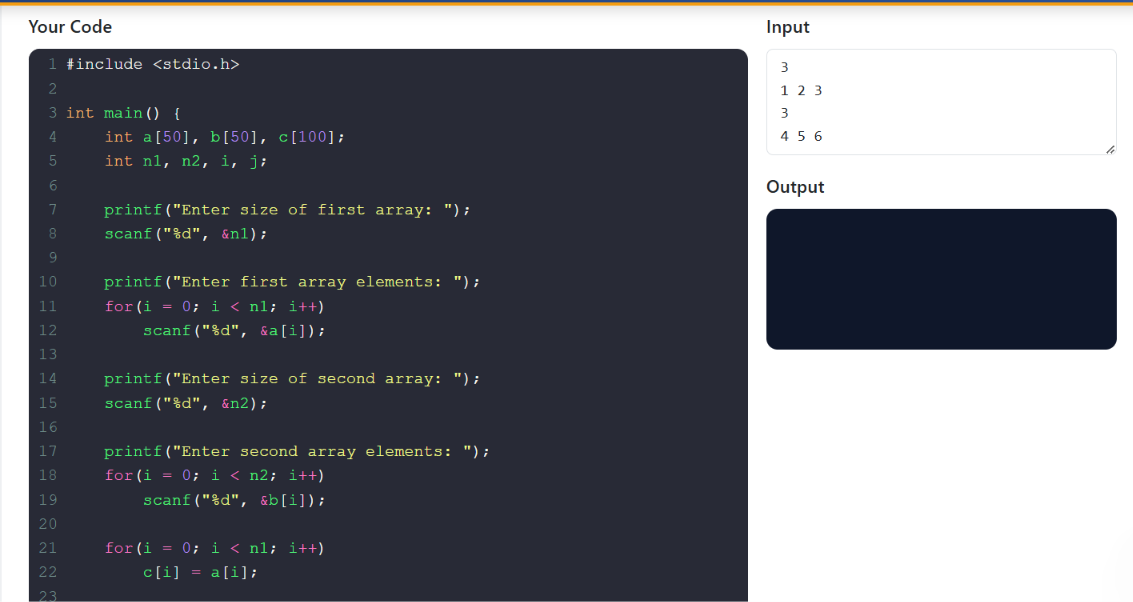 Your Code
1 #include <stdio.h>
2
3 int main() {
4     int a[50], b[50], c[100];
5     int n1, n2, i, j;
6
7     printf("Enter size of first array: ");
8     scanf("%d", &n1);
9
10     printf("Enter first array elements: ");
11     for(i = 0; i < n1; i++)
12         scanf("%d", &a[i]);
13
14     printf("Enter size of second array: ");
15     scanf("%d", &n2);
16
17     printf("Enter second array elements: ");
18     for(i = 0; i < n2; i++)
19         scanf("%d", &b[i]);
20
21     for(i = 0; i < n1; i++)
22         c[i] = a[i];
23
Input
3
1 2 3
3
4 5 6
Output